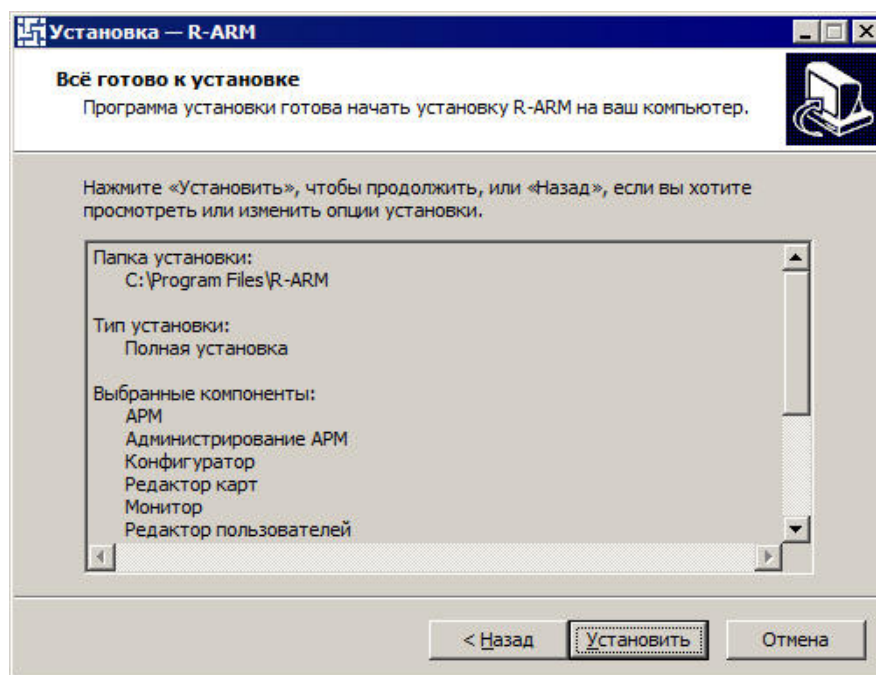 Установка — R-ARM
Всё готово к установке
Программа установки готова начать установку R-ARM на ваш компьютер.
Нажмите «Установить», чтобы продолжить, или «Назад», если вы хотите
просмотреть или изменить опции установки.
Папка установки:
C:\Program Files\R-ARM
Тип установки:
Полная установка
Выбранные компоненты:
АРМ
Администрирование АРМ
Конфигуратор
Редактор карт
Монитор
Редактор пользователей
< Назад
Установить
Отмена